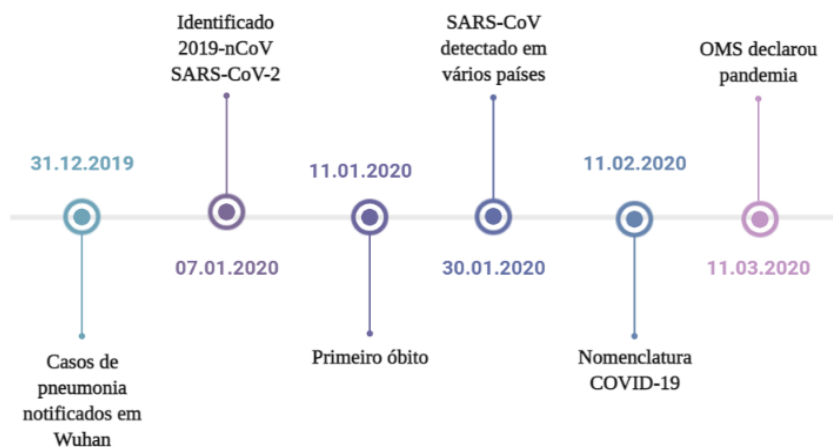 31.12.2019
Casos de
pneumonia
notificados em
Wuhan
Identificado
2019-nCoV
SARS-CoV-2
07.01.2020
11.01.2020
Primeiro óbito
SARS-CoV
detectado em
vários países
30.01.2020
11.02.2020
Nomenclatura
COVID-19
OMS declarou
pandemia
11.03.2020